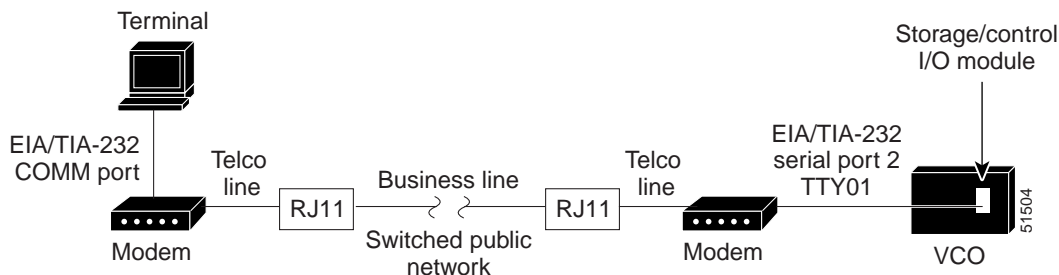 Terminal
Storage/control
I/O module
EIA/TIA-232
COMM port
Telco
line
RJ11
Business line
Switched public
network
RJ11
Telco
line
EIA/TIA-232
serial port 2
TTY01
Modem
Modem
VCO
51504